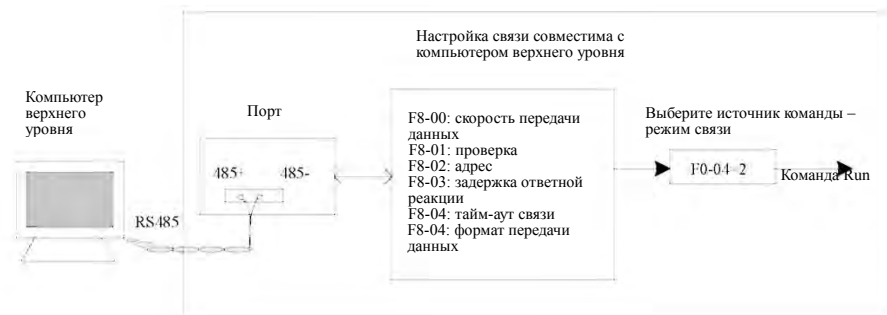 Настройка связи совместима с
компьютером верхнего уровня
Компьютер
верхнего
уровня
Порт
485+ 485-
RS485
F8-00: скорость передачи
данных
F8-01: проверка
F8-02: адрес
F8-03: задержка ответной
реакции
F8-04: тайм-аут связи
F8-04: формат передачи
данных
Выберите источник команды –
режим связи
F0-04=2
Команда Run